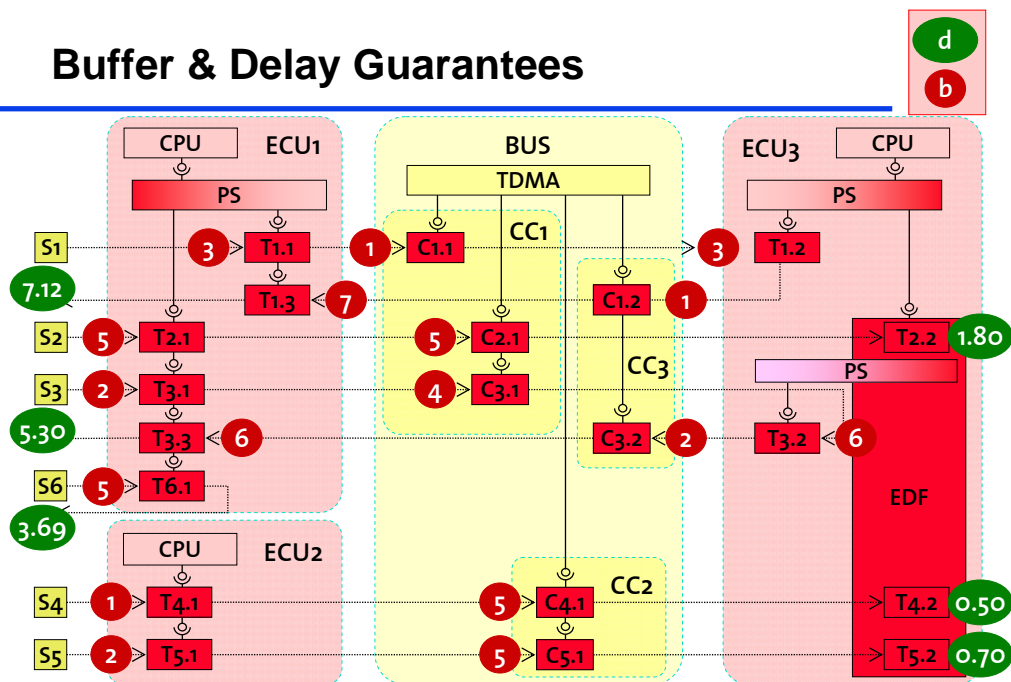 Buffer & Delay Guarantees
d
b
CPU ECU1 BUS ECU3 CPU
PS TDMA PS
S1 3 T1.1 1 C1.1 CC1 3 T1.2
7.12 T1.3 7 C1.2 1
S2 5 T2.1 5 C2.1 T2.2 1.80
CC3 PS
S3 2 T3.1 4 C3.1
5.30 T3.3 6 C3.2 2 T3.2 6
S6 5 T6.1 EDF
3.69
CPU ECU2
S4 1 T4.1 5 C4.1 CC2 T4.2 0.50
S5 2 T5.1 5 C5.1 T5.2 0.70